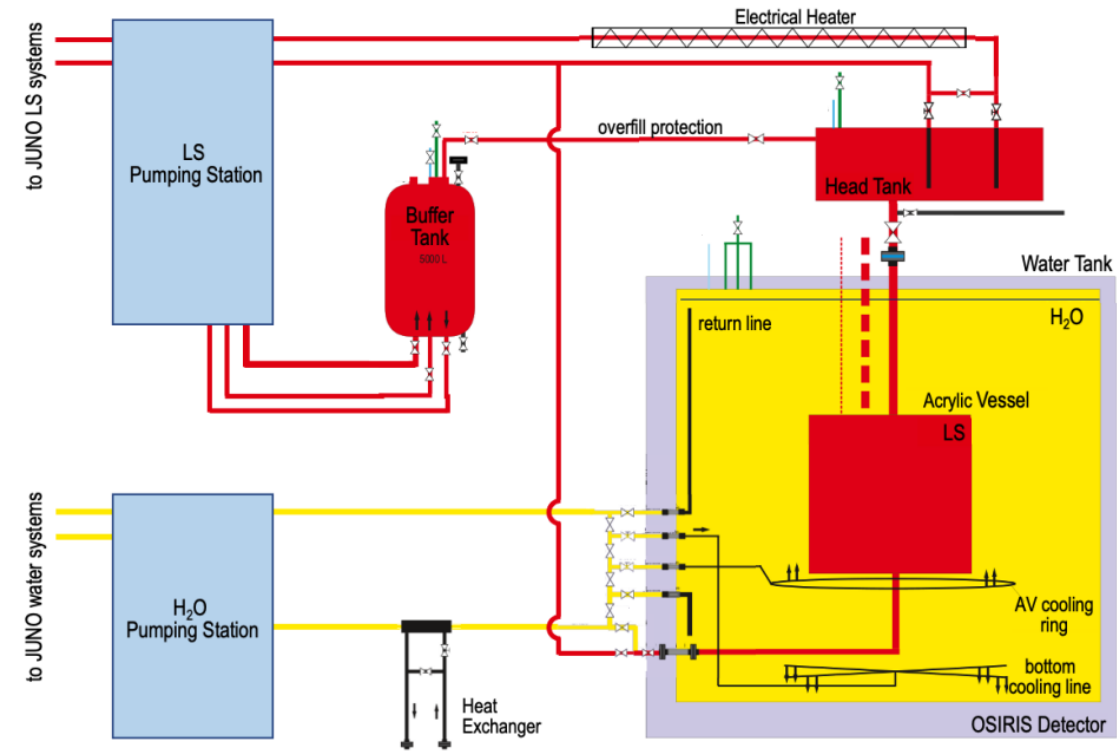 Electrical Heater
to JUNO LS systems
LS
Pumping Station
overfill protection
Head Tank
Buffer
Tank
5000 L
Water Tank
return line
H₂O
Acrylic Vessel
LS
to JUNO water systems
H₂O
Pumping Station
AV cooling
ring
bottom
cooling line
Heat
Exchanger
OSIRIS Detector